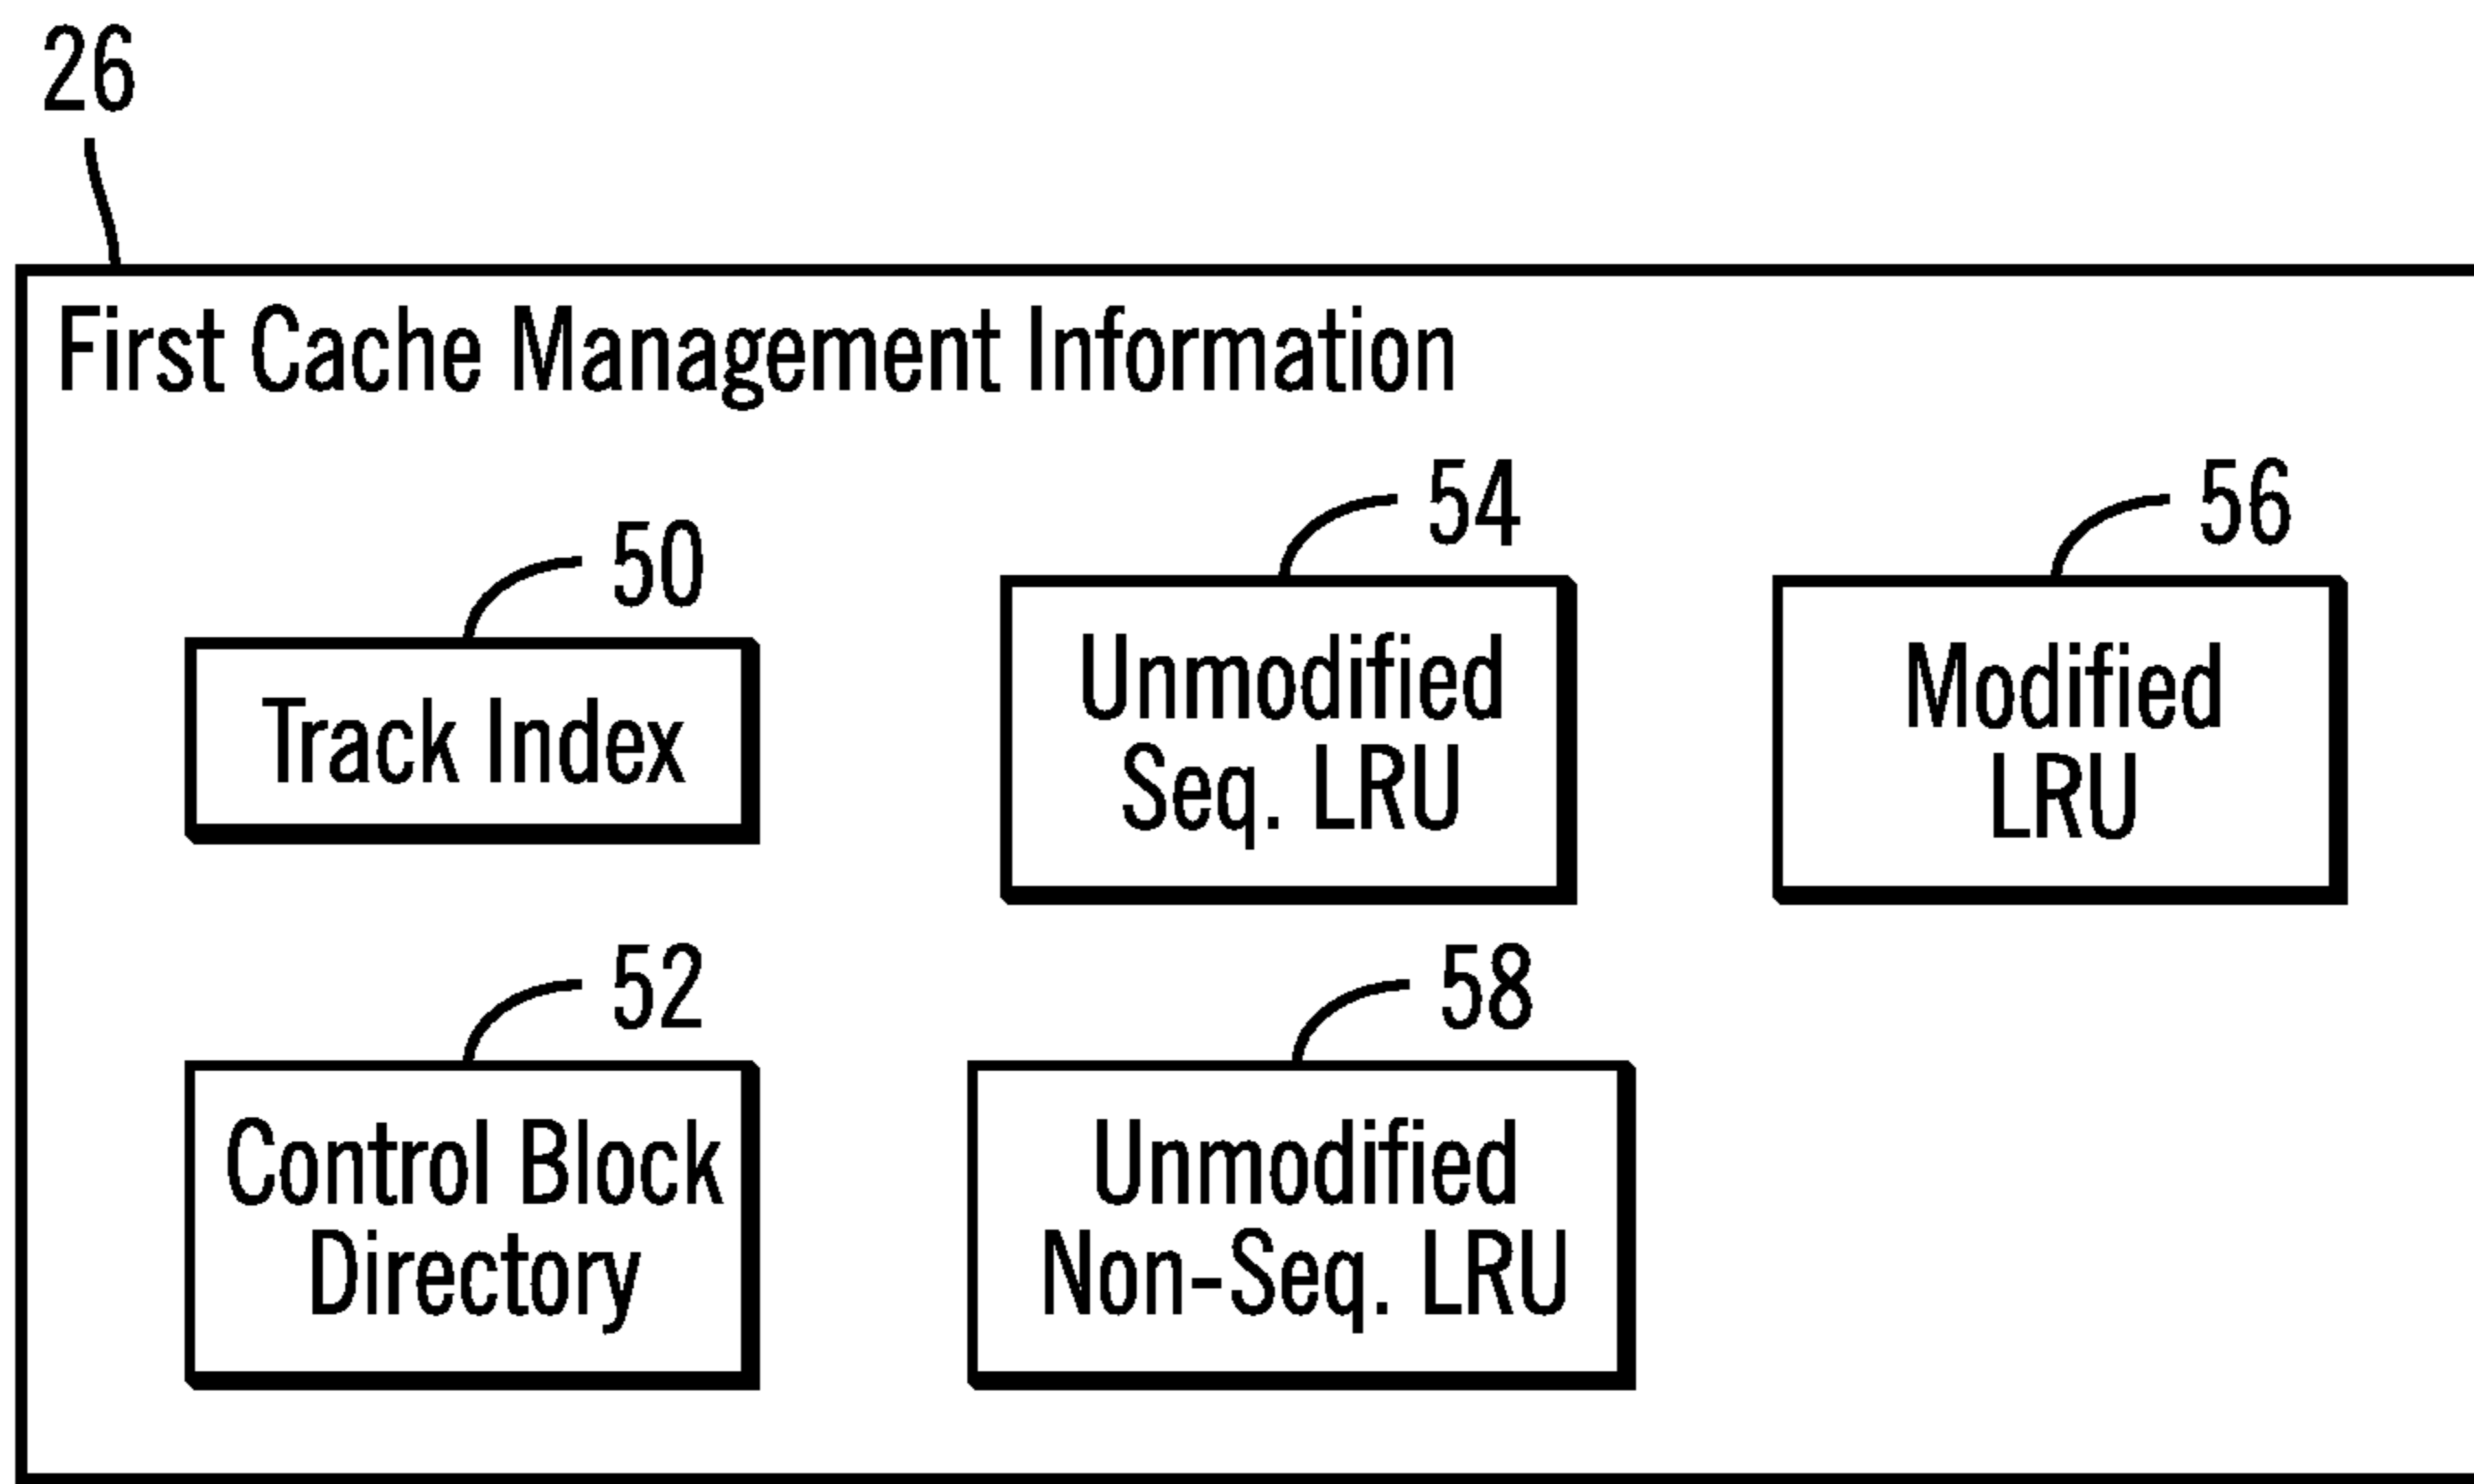 26
First Cache Management Information
50
Track Index
54
Unmodified
Seq. LRU
56
Modified
LRU
52
Control Block
Directory
58
Unmodified
Non-Seq. LRU